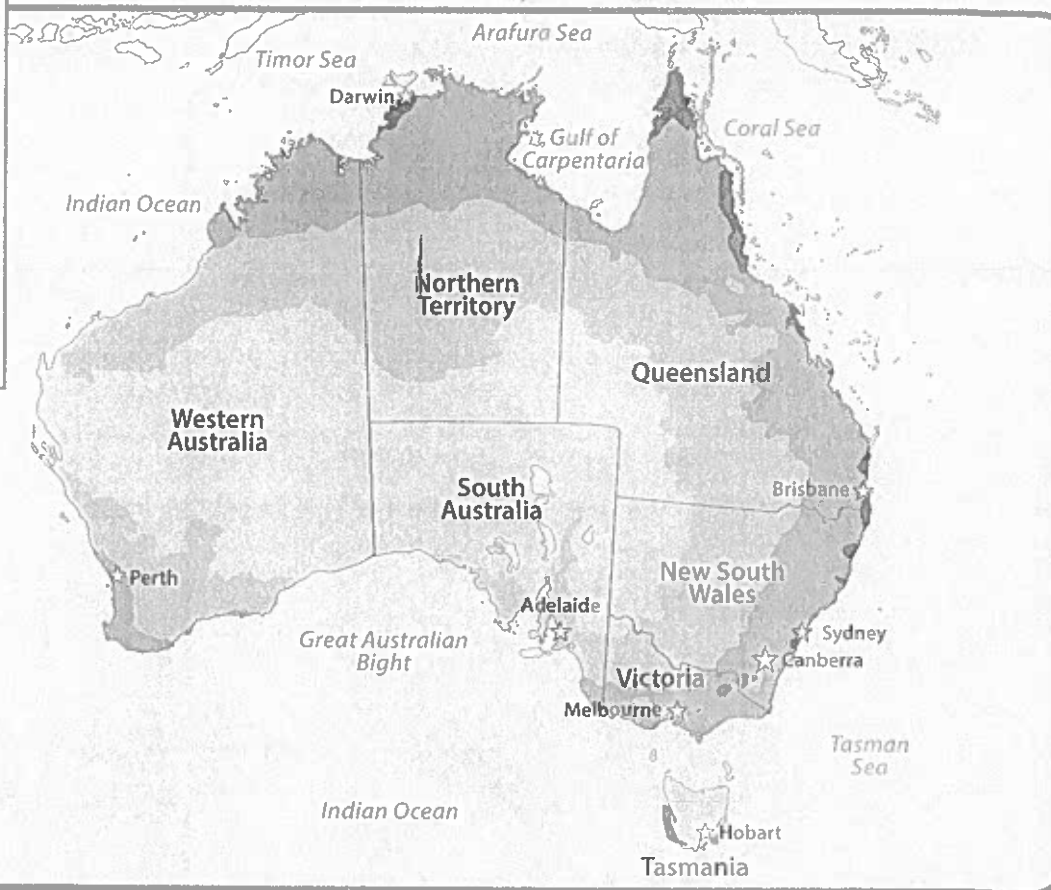 Arafura Sea
Timor Sea
Darwin
Gulf of
Carpentaria
Coral Sea
Indian Ocean
Northern
Territory
Queensland
Western
Australia
South
Australia
Brisbane
Perth
New South
Wales
Adelaide
Great Australian
Bight
Sydney
Canberra
Victoria
Melbourne
Tasman
Sea
Indian Ocean
Hobart
Tasmania